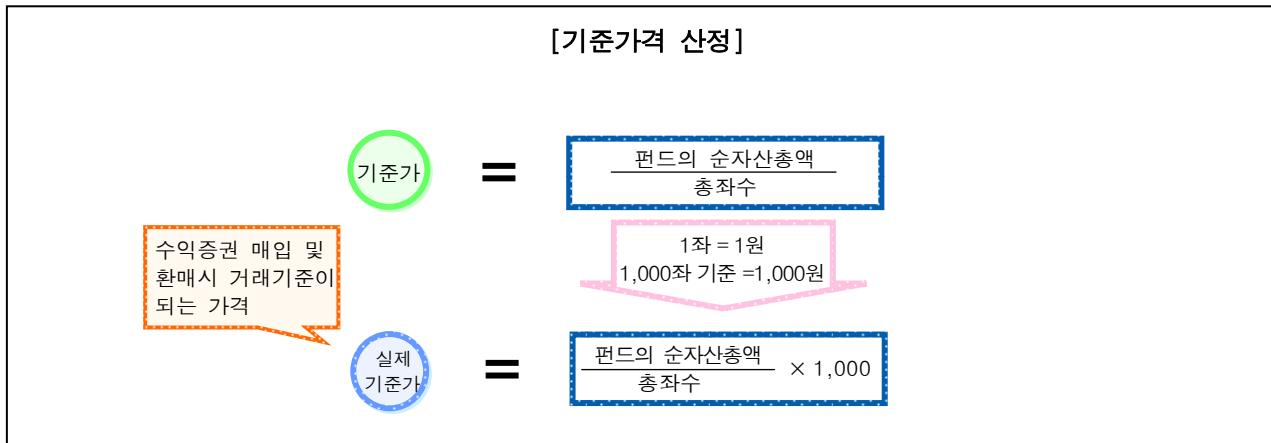 [기준가격 산정]
기준가
=
펀드의 순자산총액
총좌수
1좌 = 1원
1,000좌 기준 =1,000원
수익증권 매입 및
환매시 거래기준이
되는 가격
실제
기준가
=
펀드의 순자산총액
총좌수
× 1,000